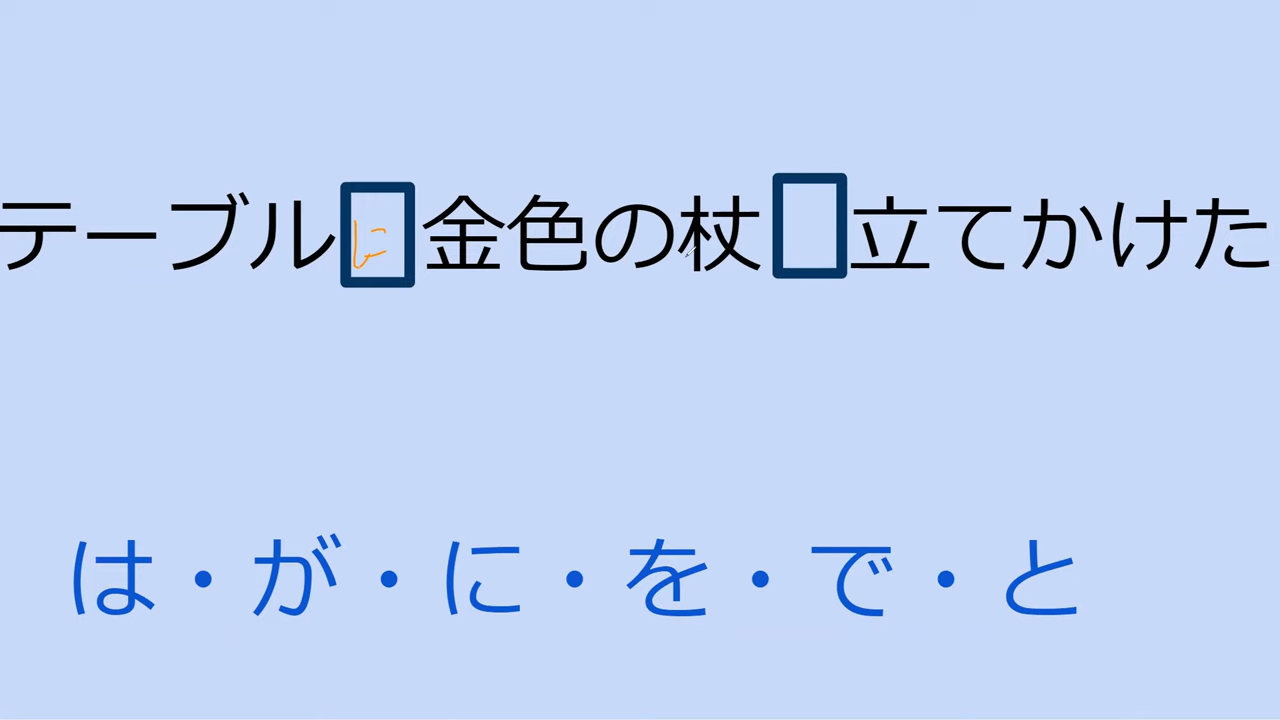 テーブル に 金色の杖 立てかけた
は・が・に・を・で・と